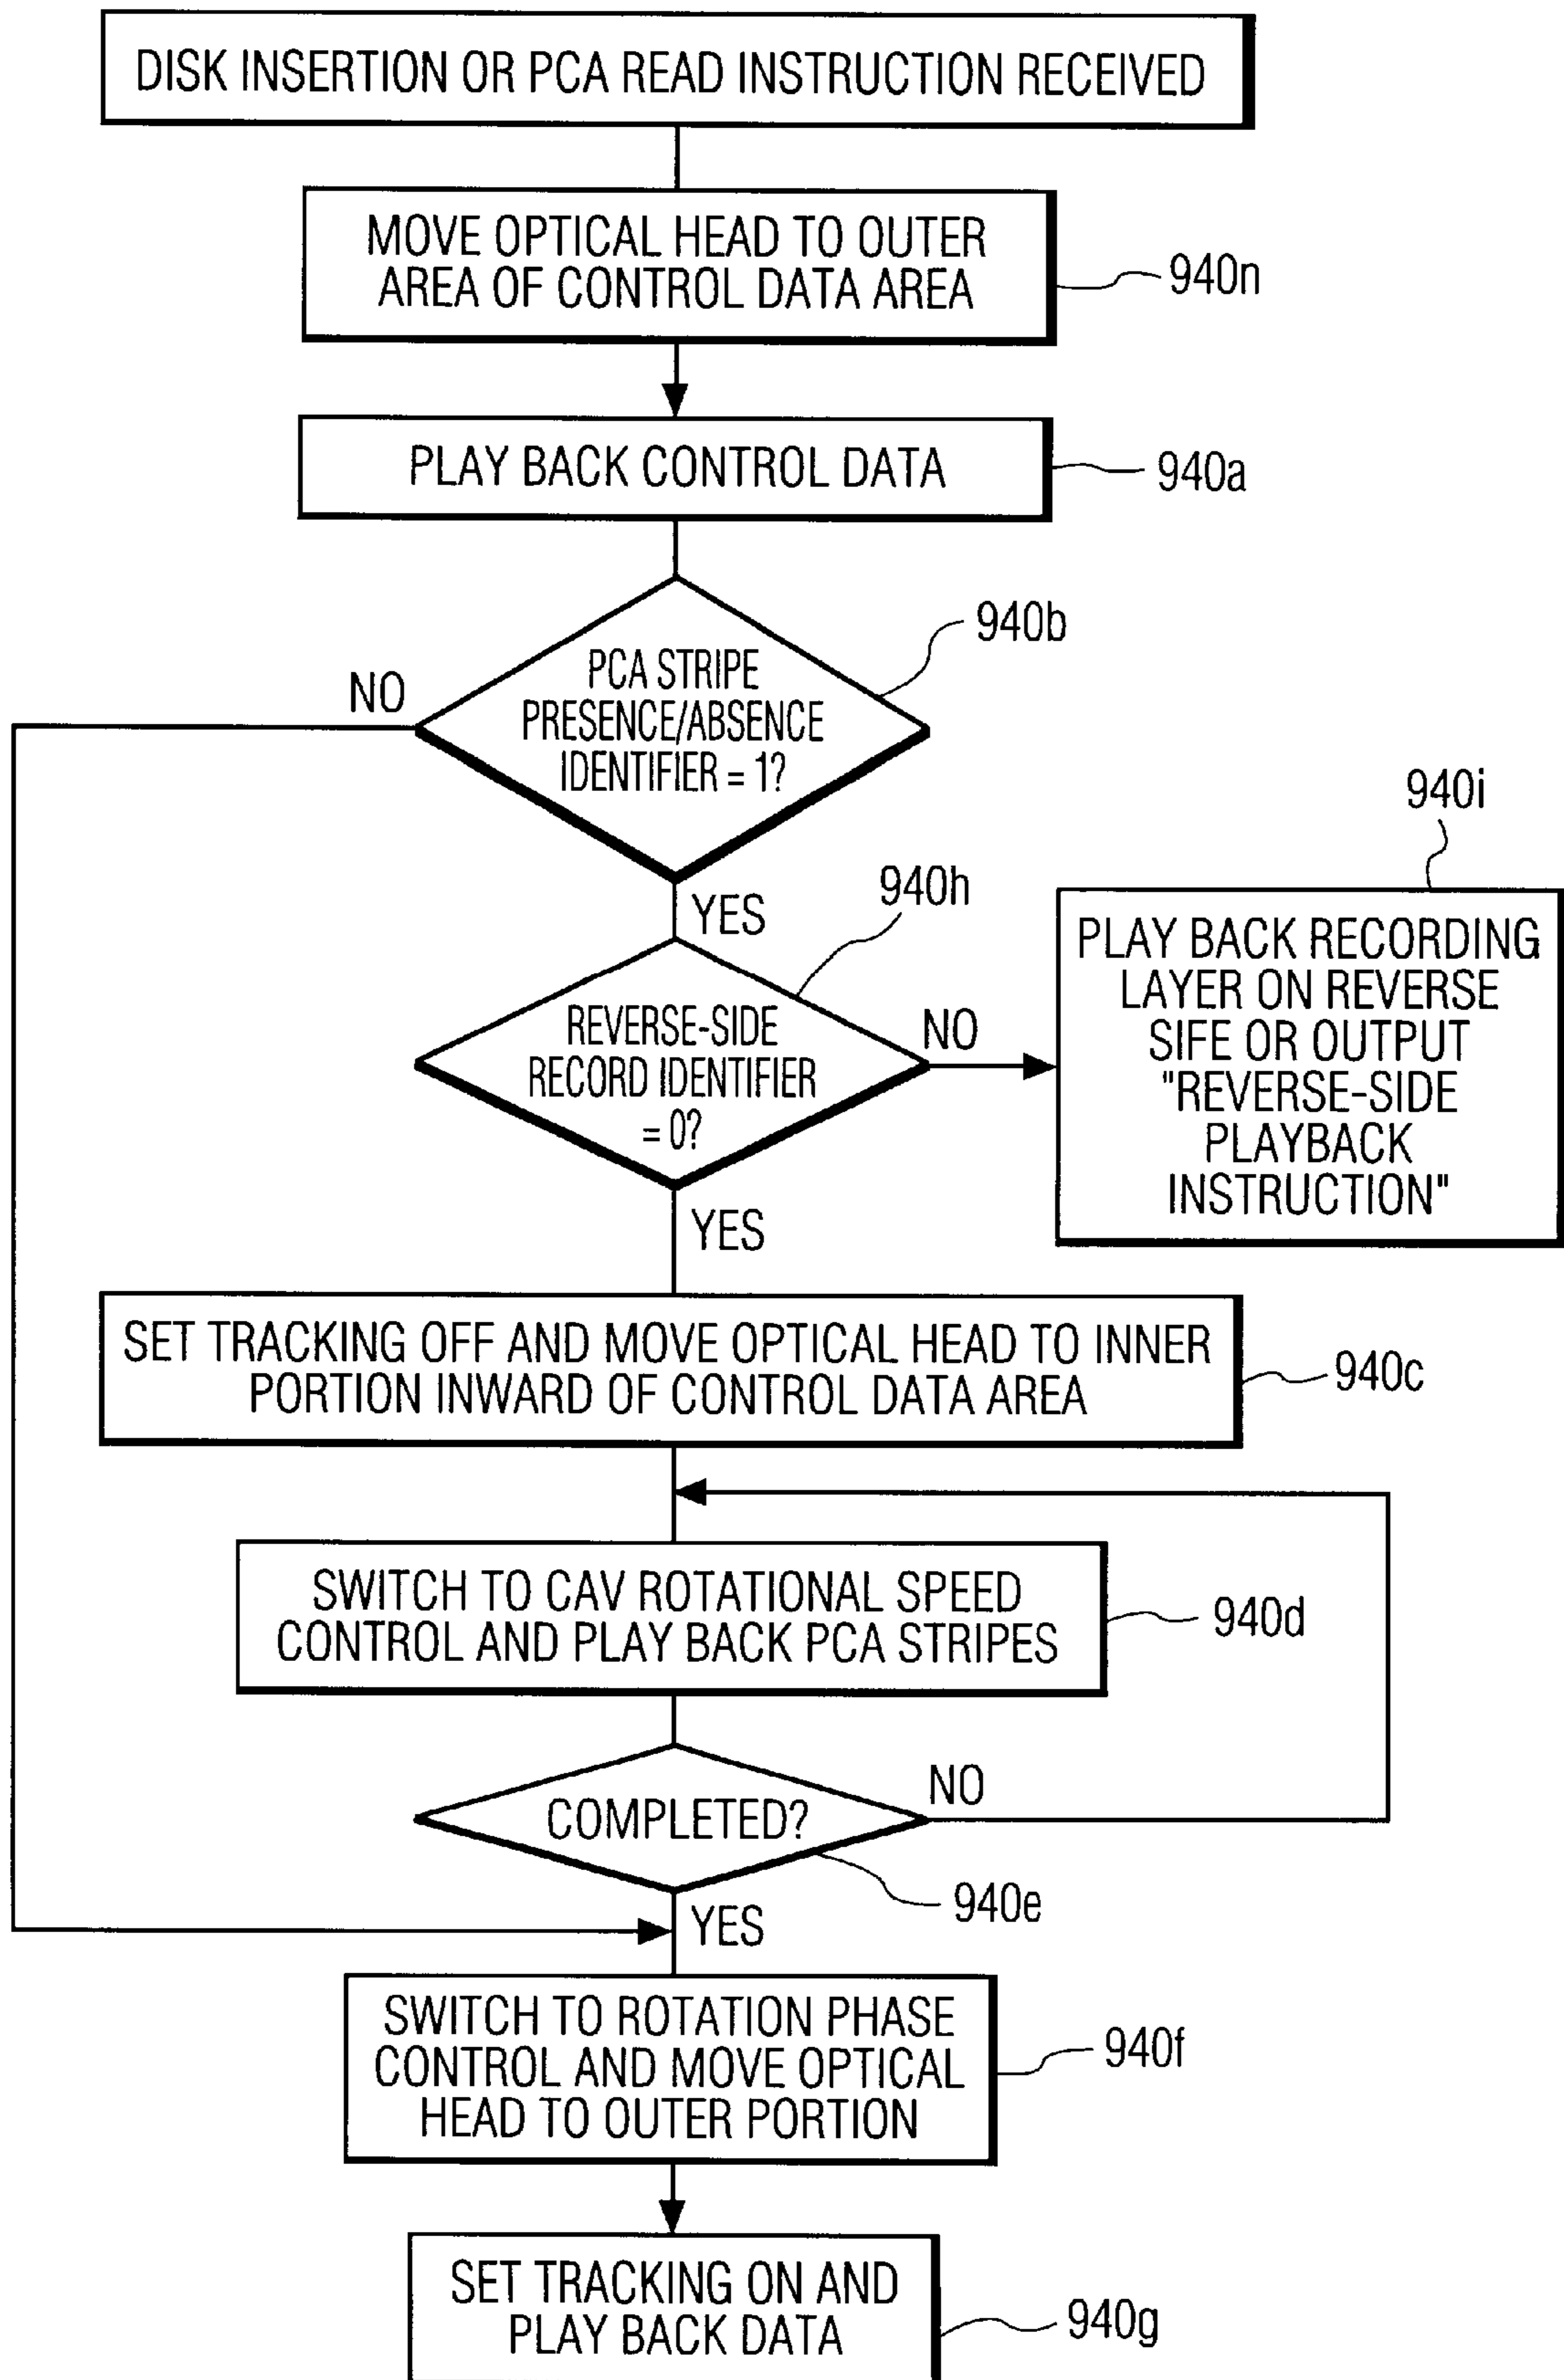 DISK INSERTION OR PCA READ INSTRUCTION RECEIVED
MOVE OPTICAL HEAD TO OUTER
AREA OF CONTROL DATA AREA
940n
PLAY BACK CONTROL DATA
940a
940b
NO
PCA STRIPE
PRESENCE/ABSENCE
IDENTIFIER = 1?
YES
940h
940i
REVERSE-SIDE
RECORD IDENTIFIER
= 0?
NO
PLAY BACK RECORDING
LAYER ON REVERSE
SIFE OR OUTPUT
"REVERSE-SIDE
PLAYBACK
INSTRUCTION"
YES
SET TRACKING OFF AND MOVE OPTICAL HEAD TO INNER
PORTION INWARD OF CONTROL DATA AREA
940c
SWITCH TO CAV ROTATIONAL SPEED
CONTROL AND PLAY BACK PCA STRIPES
940d
COMPLETED?
NO
940e
YES
SWITCH TO ROTATION PHASE
CONTROL AND MOVE OPTICAL
HEAD TO OUTER PORTION
940f
SET TRACKING ON AND
PLAY BACK DATA
940g